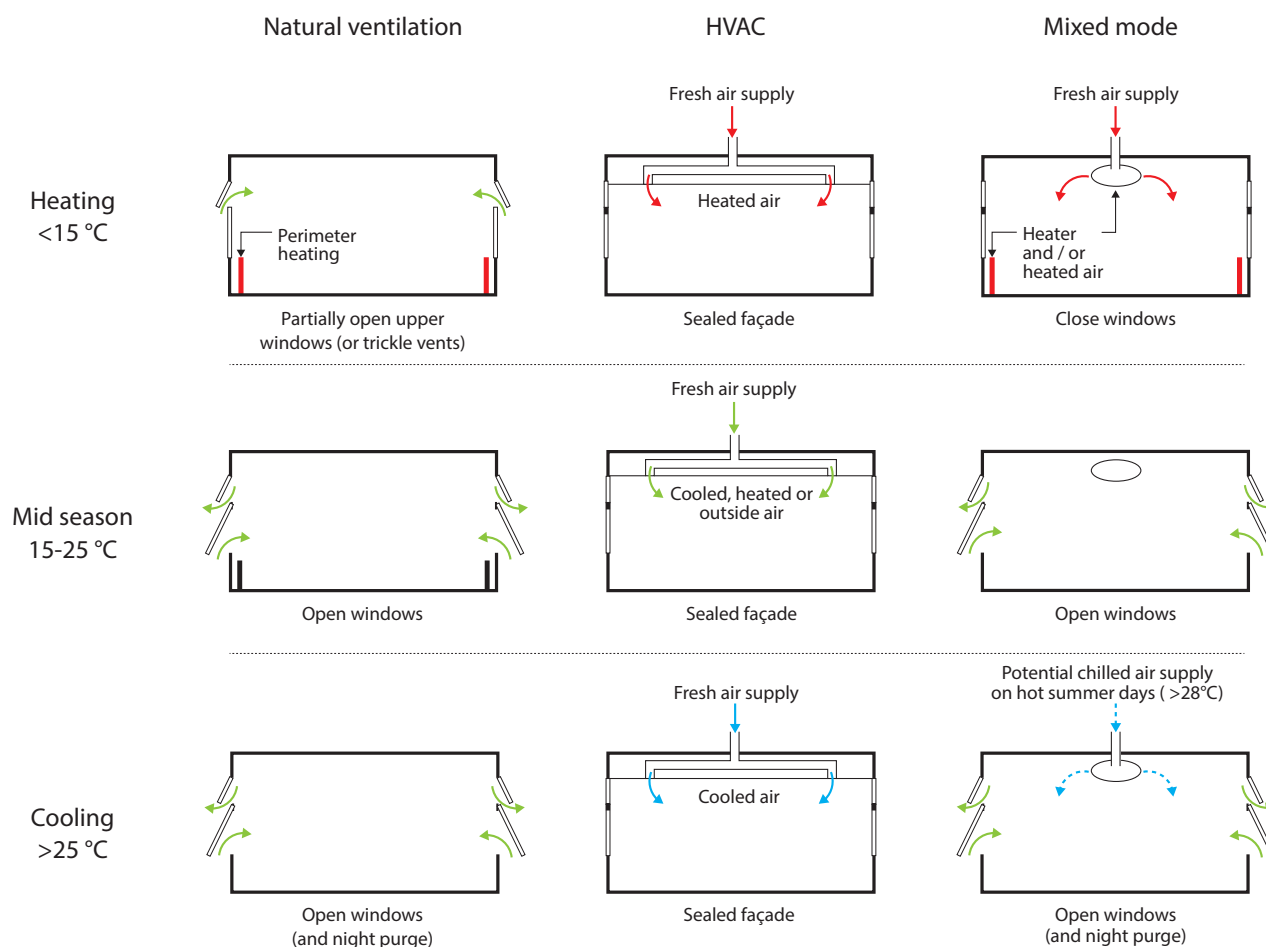 Natural ventilation
HVAC
Mixed mode
Heating
<15 °C
Perimeter
heating
Partially open upper
windows (or trickle vents)
Fresh air supply
Heated air
Sealed façade
Fresh air supply
Heater
and / or
heated air
Close windows
Mid season
15-25 °C
Open windows
Fresh air supply
Cooled, heated or
outside air
Sealed façade
Open windows
Cooling
>25 °C
Open windows
(and night purge)
Fresh air supply
Cooled air
Sealed façade
Potential chilled air supply
on hot summer days ( >28°C)
Open windows
(and night purge)